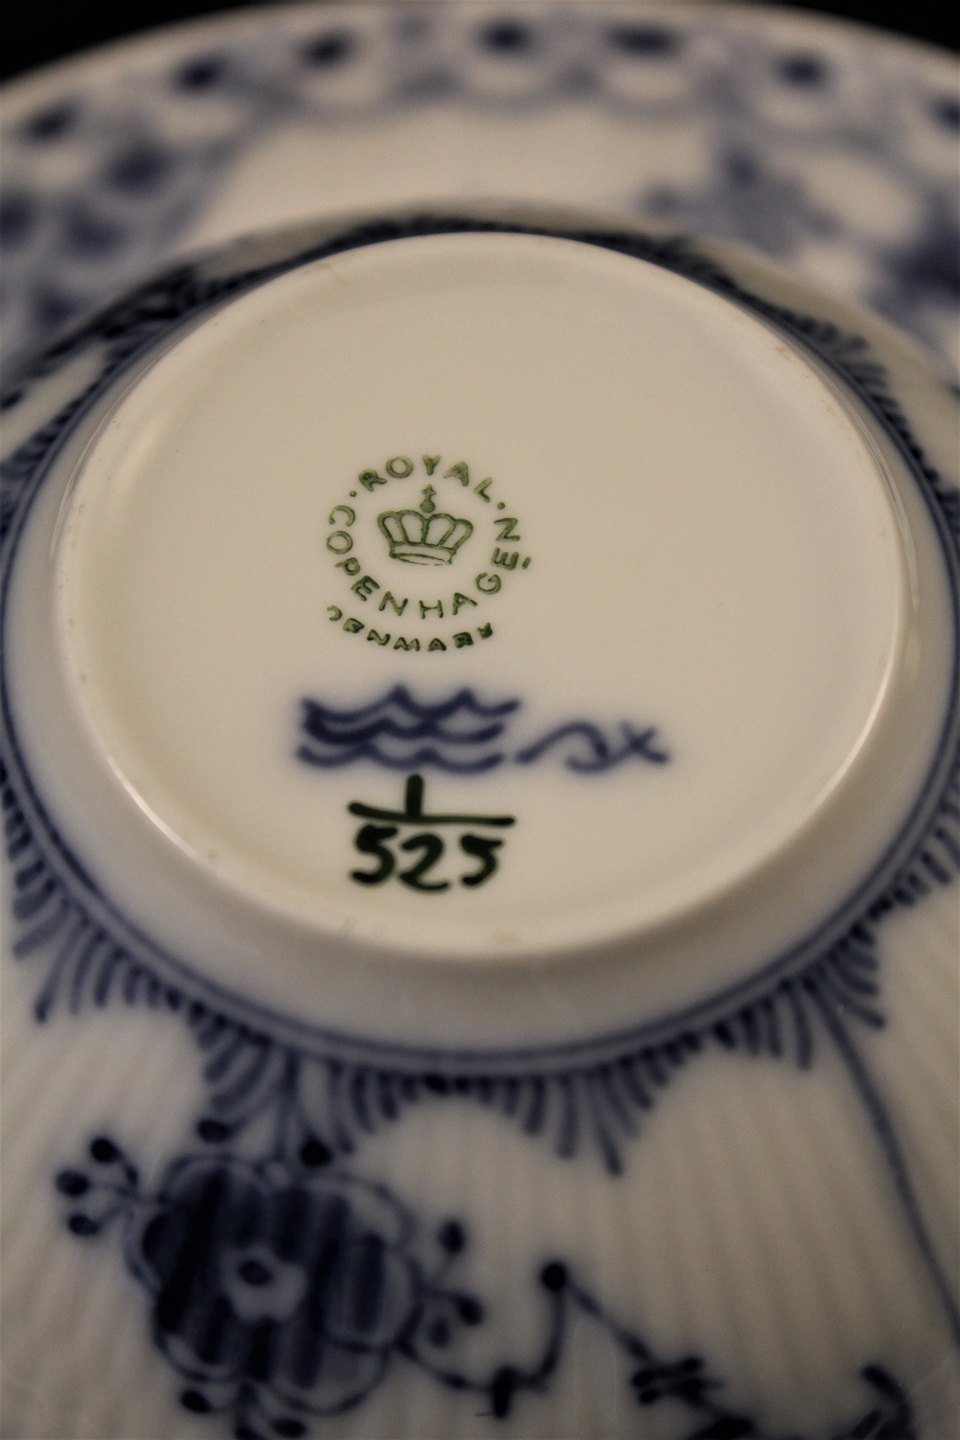 ROYAL
COPENHAGEN
DENMARK
1
525